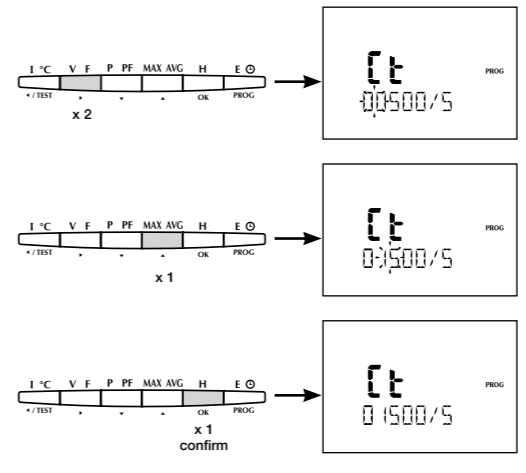 I °C V F P PF MAX AVG H E
◄ /TEST ► ▼ ▲ OK PROG
x 2
Ct
PROG
00500/5
I °C V F P PF MAX AVG H E
◄ /TEST ► ▼ ▲ OK PROG
x 1
Ct
PROG
01500/5
I °C V F P PF MAX AVG H E
◄ /TEST ► ▼ ▲ OK PROG
x 1
confirm
Ct
PROG
01500/5